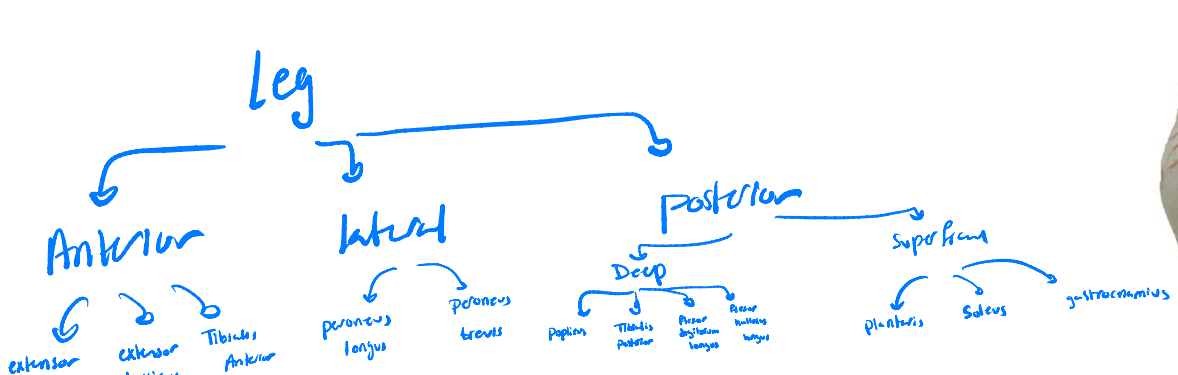 Leg
Anterior
lateral
posterior
superficial
Deep
extensor
extensor
Tibialis
Anterior
peroneus
longus
peroneus
brevis
popliteus
Tibialis
posterior
Flexor
digitorum
longus
Flexor
hallucis
longus
plantaris
Soleus
gastrocnemius